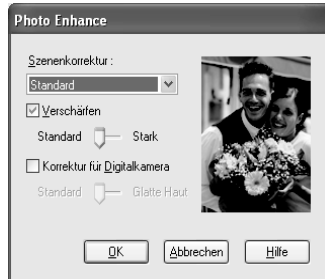 Photo Enhance
Szenenkorrektur :
Standard
Verschärfen
Standard Stark
Korrektur für Digitalkamera
Standard Glatte Haut
OK Abbrechen Hilfe